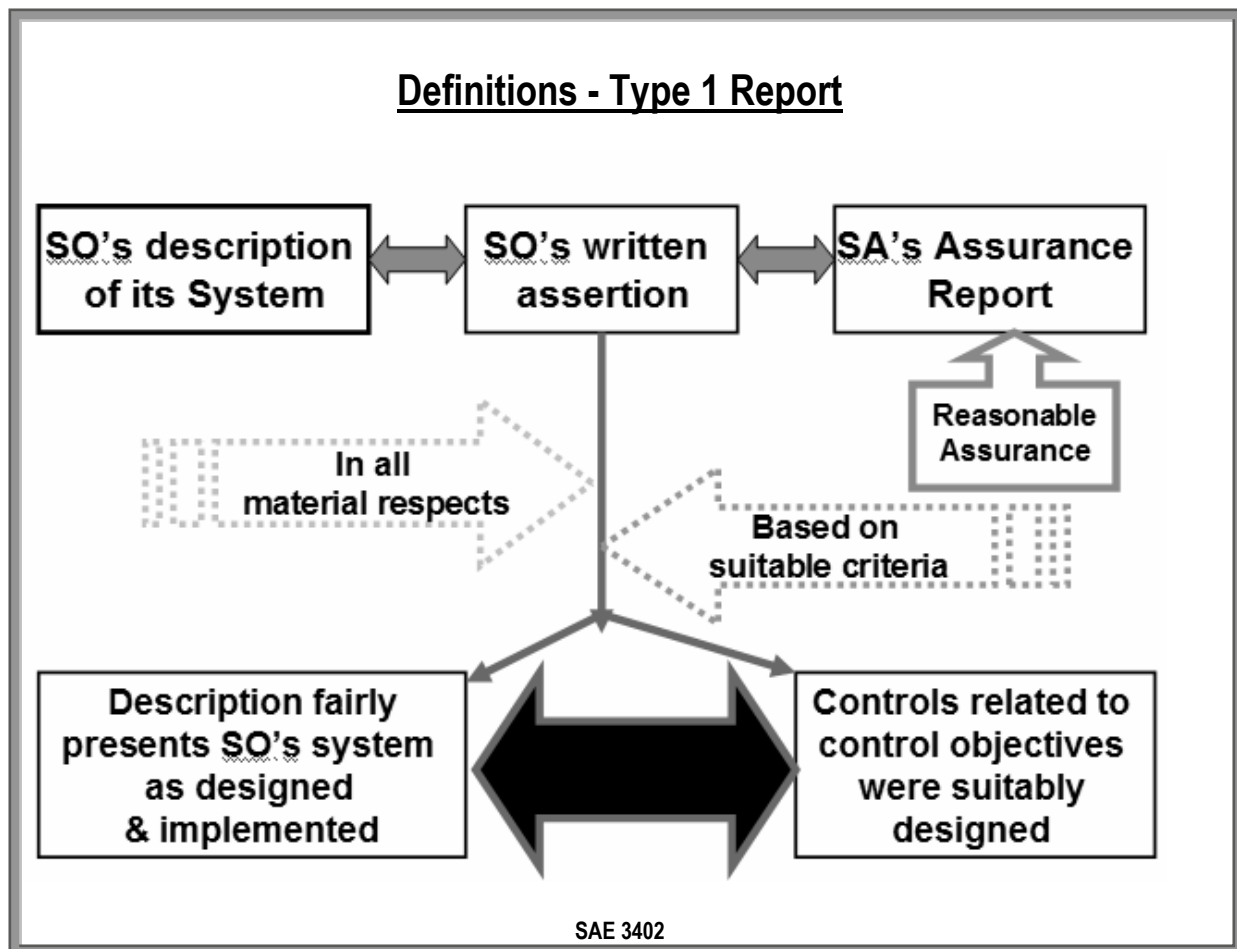 Definitions - Type 1 Report
SO's description
of its System
SO's written
assertion
SA's Assurance
Report
Reasonable
Assurance
In all
material respects
Based on
suitable criteria
Description fairly
presents SO's system
as designed
& implemented
Controls related to
control objectives
were suitably
designed
SAE 3402